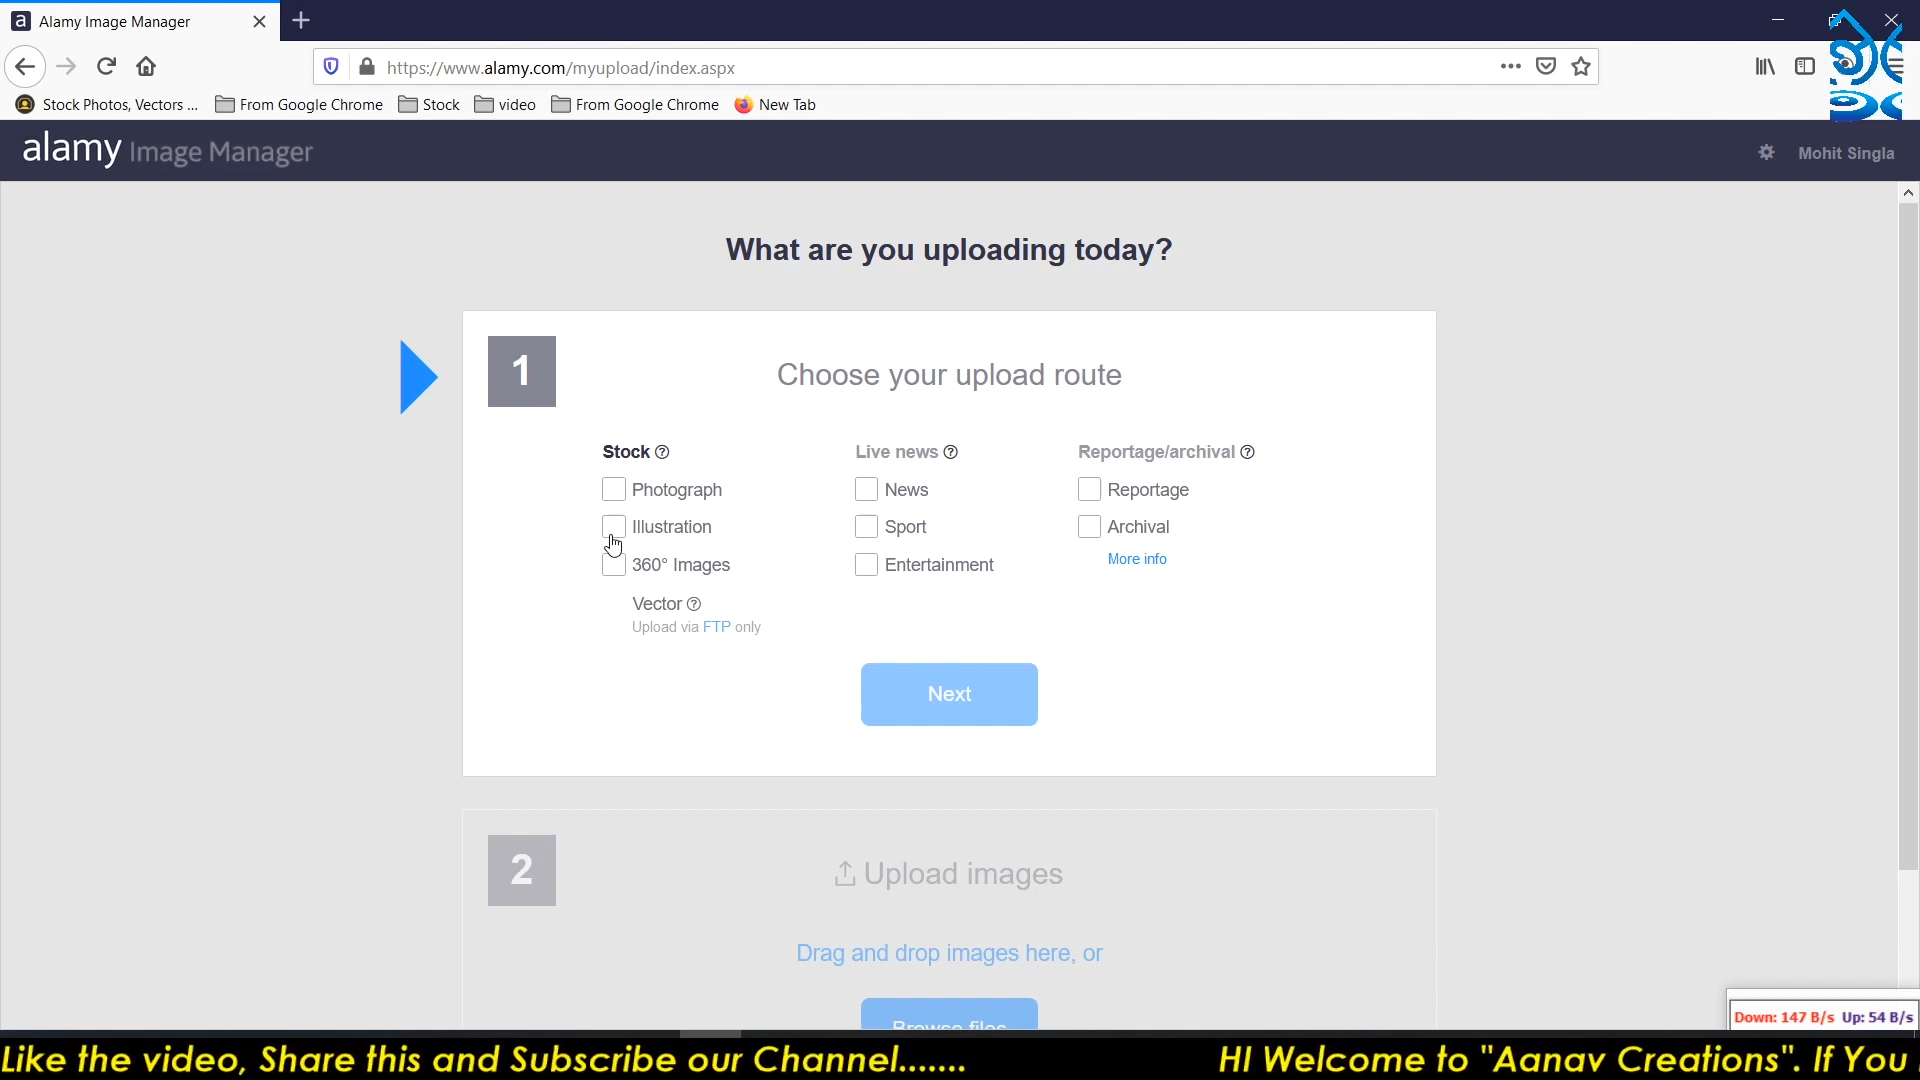 a Alamy Image Manager
https://www.alamy.com/myupload/index.aspx
Stock Photos, Vectors ... From Google Chrome Stock video From Google Chrome New Tab
alamy Image Manager
Mohit Singla
What are you uploading today?
1
Choose your upload route
Stock ? Live news ? Reportage/archival ?
Photograph News Reportage
Illustration Sport Archival
More info
360° Images Entertainment
Vector ?
Upload via FTP only
Next
2
Upload images
Drag and drop images here, or
Browse files
Down: 147 B/s Up: 54 B/s
Like the video, Share this and Subscribe our Channel....... HI Welcome to "Aanav Creations". If You